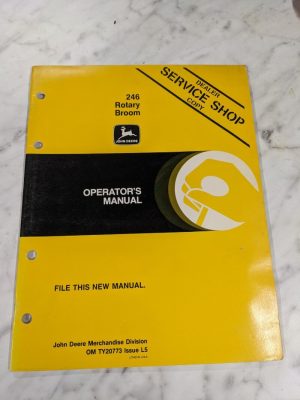 DEALER
SERVICE SHOP
COPY
246
Rotary
Broom
JOHN DEERE
OPERATOR'S
MANUAL
FILE THIS NEW MANUAL.
John Deere Merchandise Division
OM TY20773 Issue L5